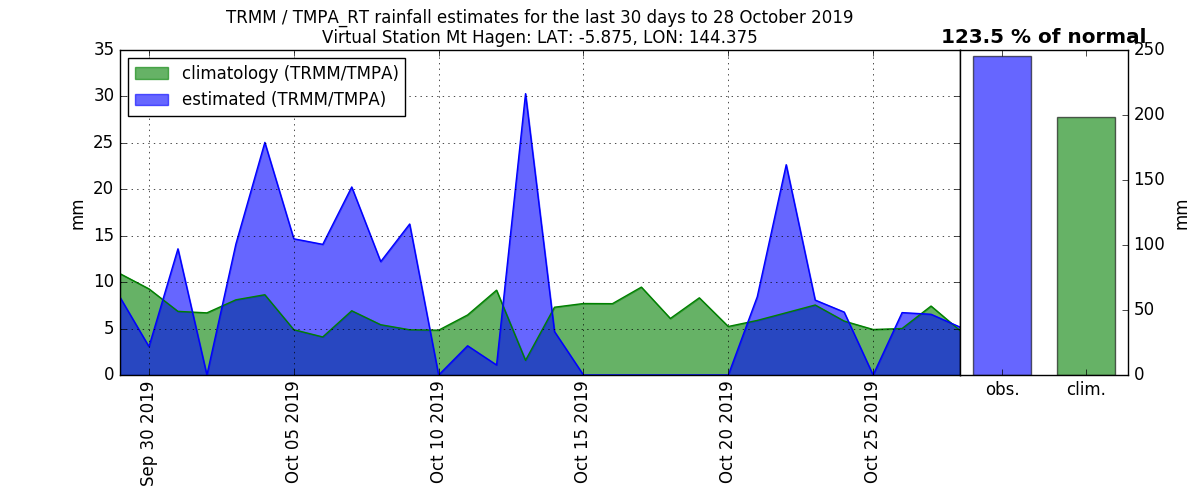 TRMM / TMPA_RT rainfall estimates for the last 30 days to 28 October 2019
Virtual Station Mt Hagen: LAT: -5.875, LON: 144.375
123.5 % of normal
climatology (TRMM/TMPA)
estimated (TRMM/TMPA)
35
30
25
20
15
10
5
0
mm
250
200
150
100
50
0
mm
Sep 30 2019
Oct 05 2019
Oct 10 2019
Oct 15 2019
Oct 20 2019
Oct 25 2019
obs.
clim.